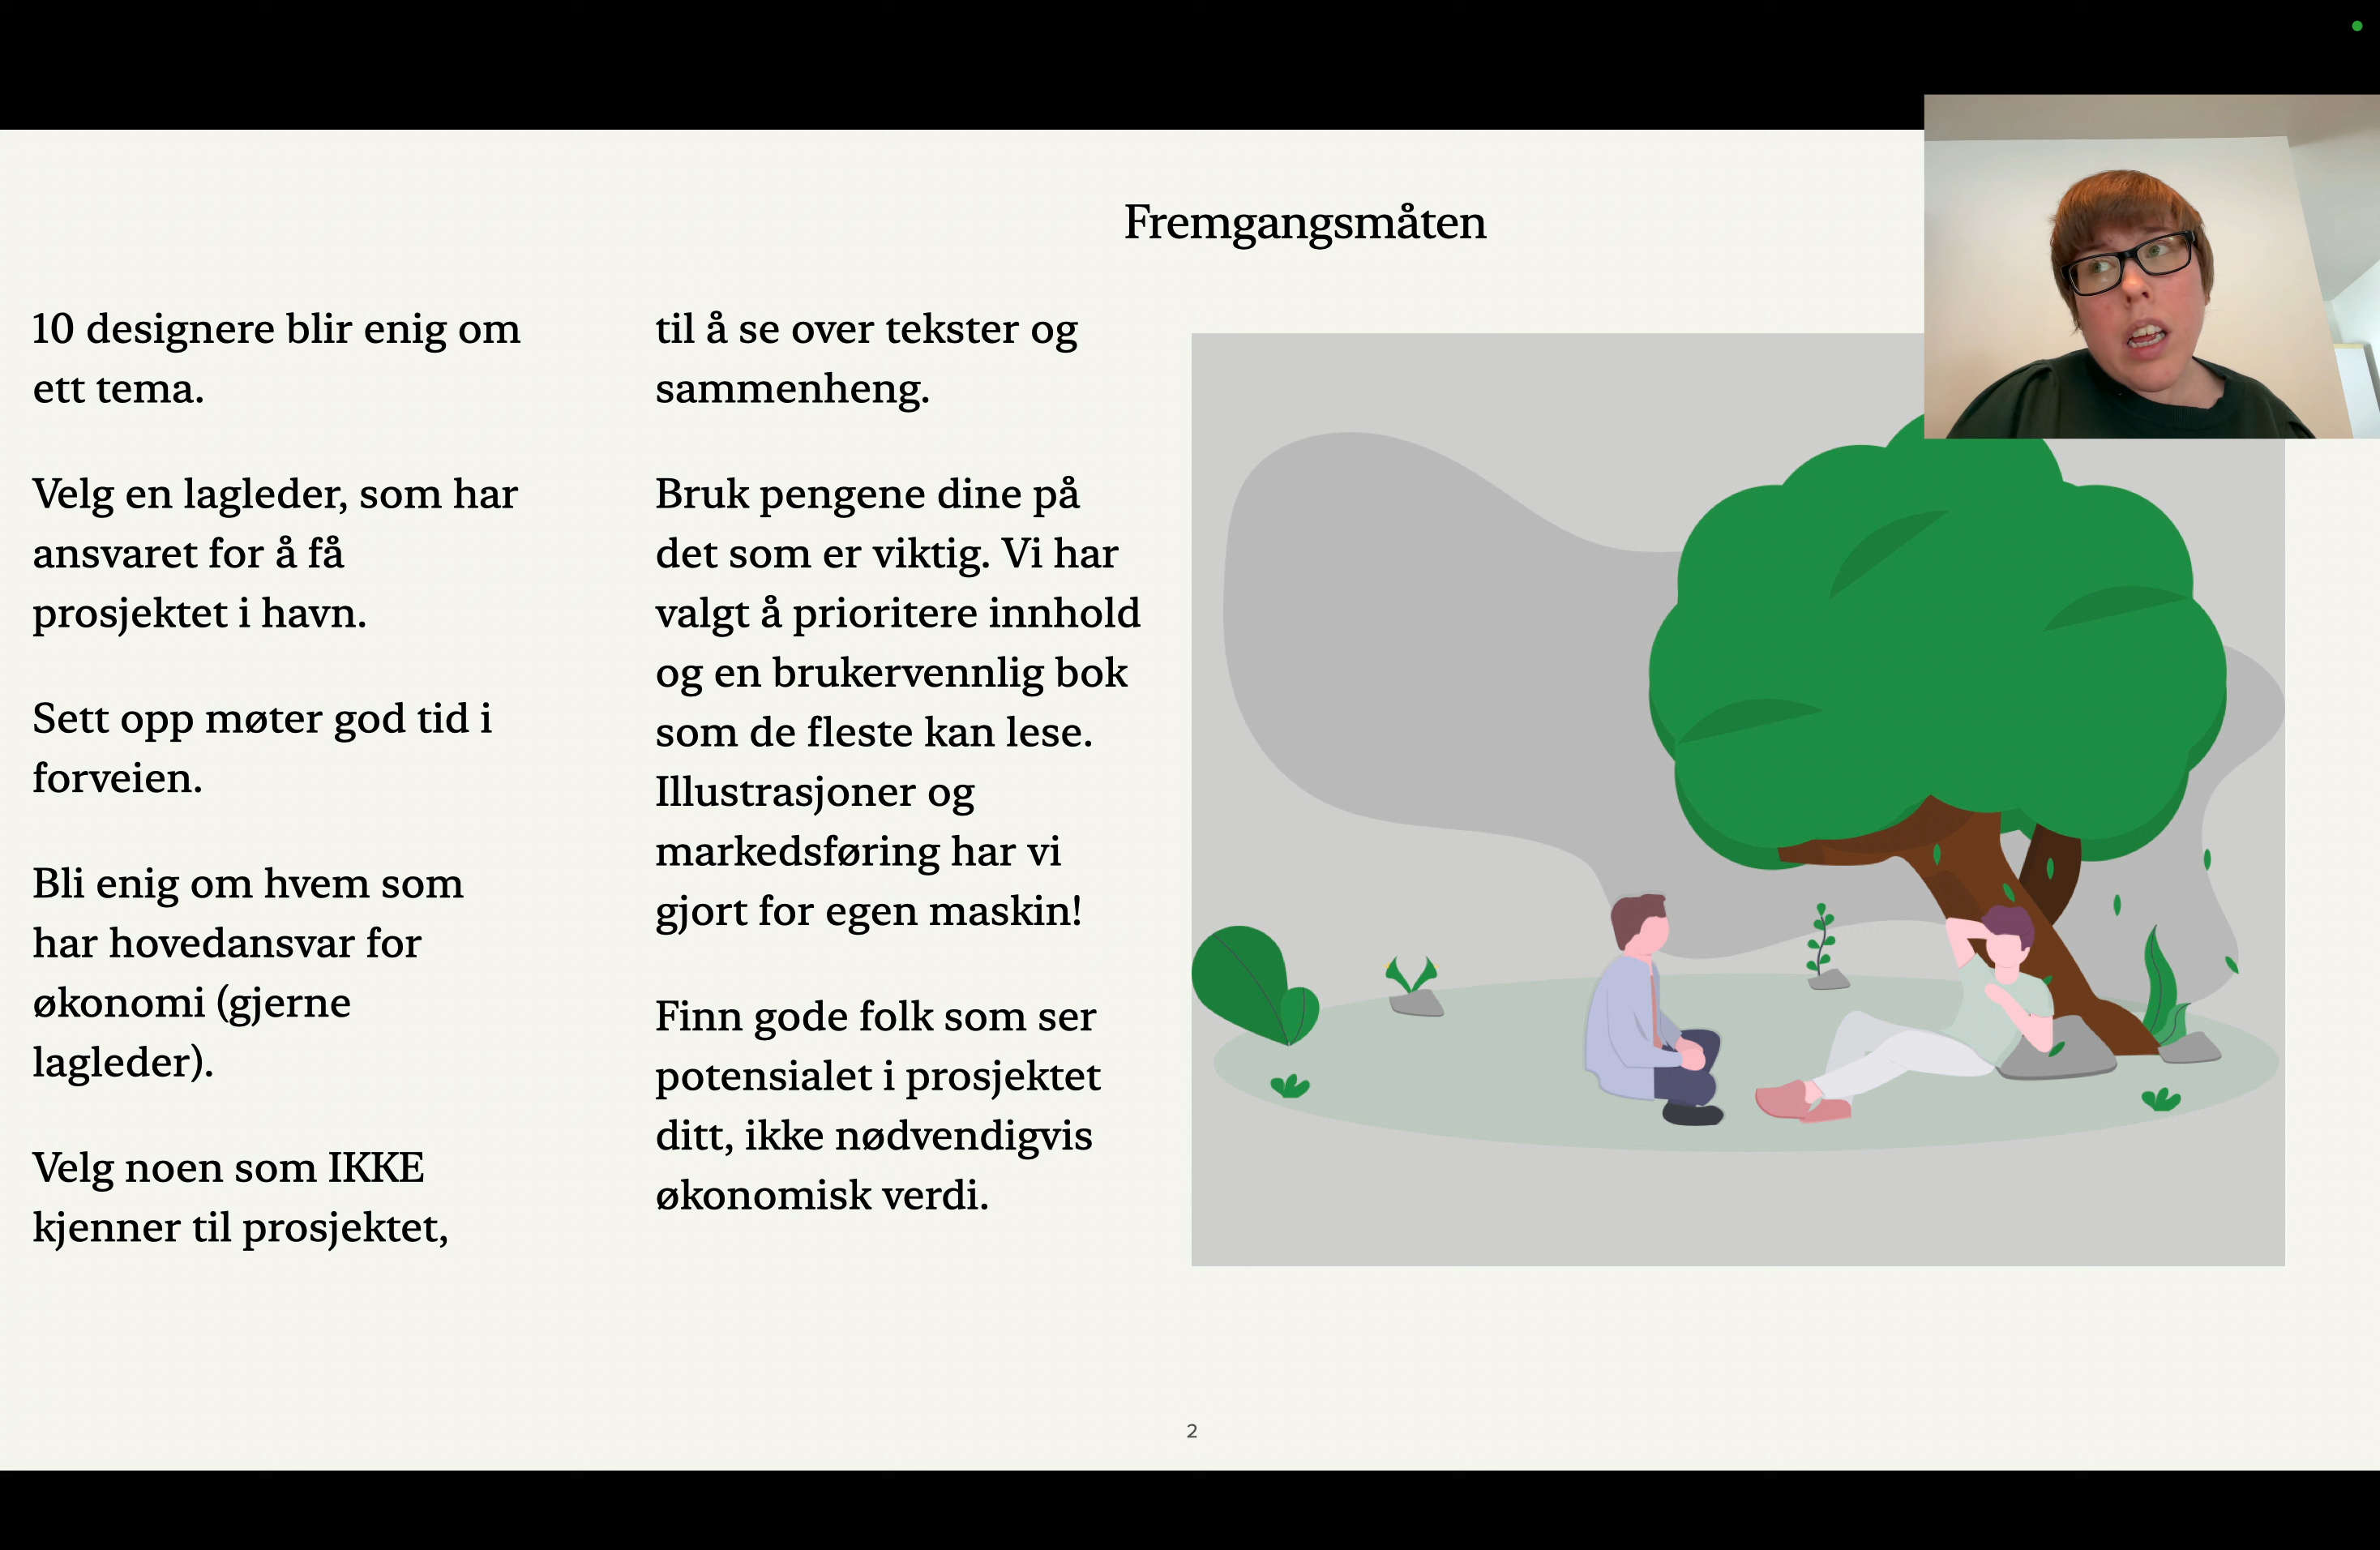 Fremgangsmåten
10 designere blir enig om
ett tema.
Velg en lagleder, som har
ansvaret for å få
prosjektet i havn.
Sett opp møter god tid i
forveien.
Bli enig om hvem som
har hovedansvar for
økonomi (gjerne
lagleder).
Velg noen som IKKE
kjenner til prosjektet,
til å se over tekster og
sammenheng.
Bruk pengene dine på
det som er viktig. Vi har
valgt å prioritere innhold
og en brukervennlig bok
som de fleste kan lese.
Illustrasjoner og
markedsføring har vi
gjort for egen maskin!
Finn gode folk som ser
potensialet i prosjektet
ditt, ikke nødvendigvis
økonomisk verdi.
2